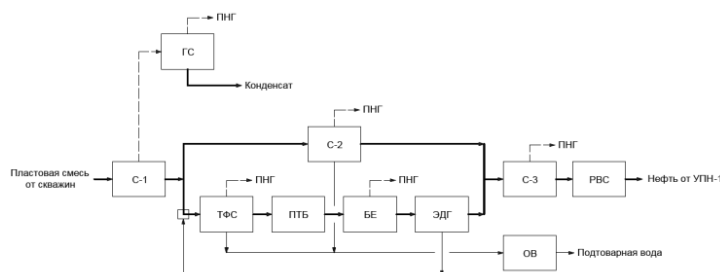 ПНГ
ГС
Конденсат
ПНГ
С-2
Пластовая смесь
от скважин
С-1
ПНГ
С-3
РВС
Нефть от УПН-1
ПНГ
ПНГ
ТФС
ПТБ
БЕ
ЭДГ
ОВ
Подтоварная вода